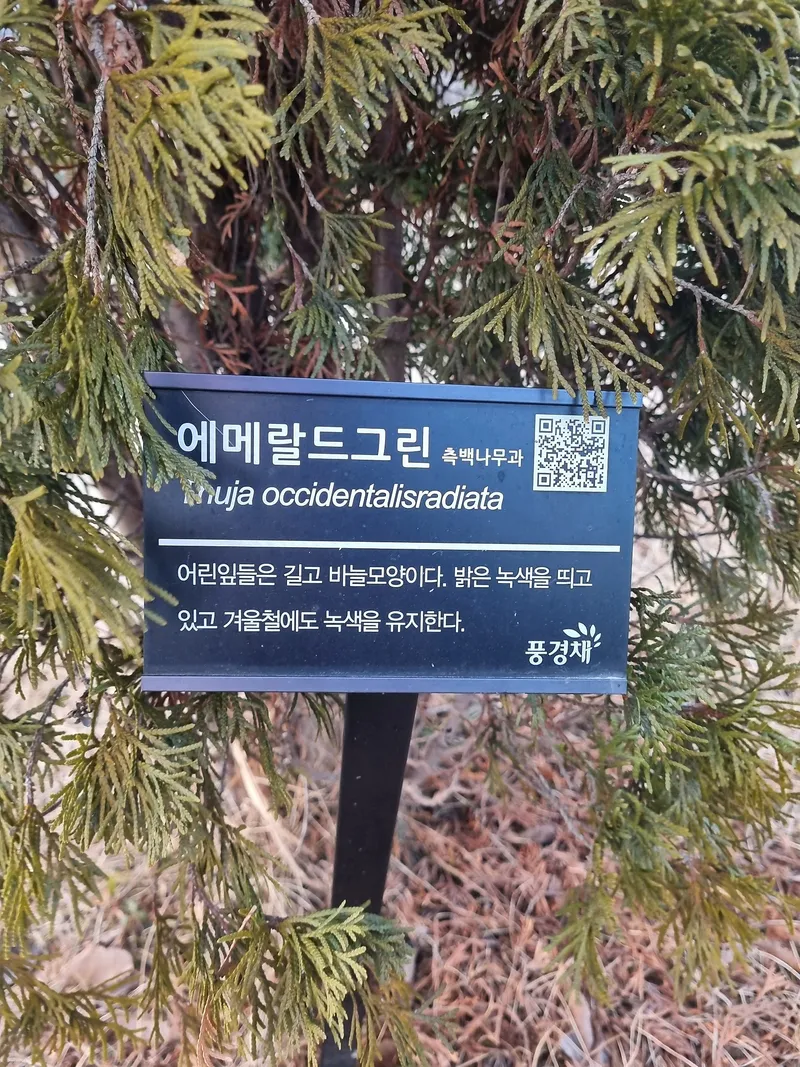 에메랄드그린 측백나무과
Thuja occidentalisradiata
어린잎들은 길고 바늘모양이다. 밝은 녹색을 띄고
있고 겨울철에도 녹색을 유지한다.
풍경채